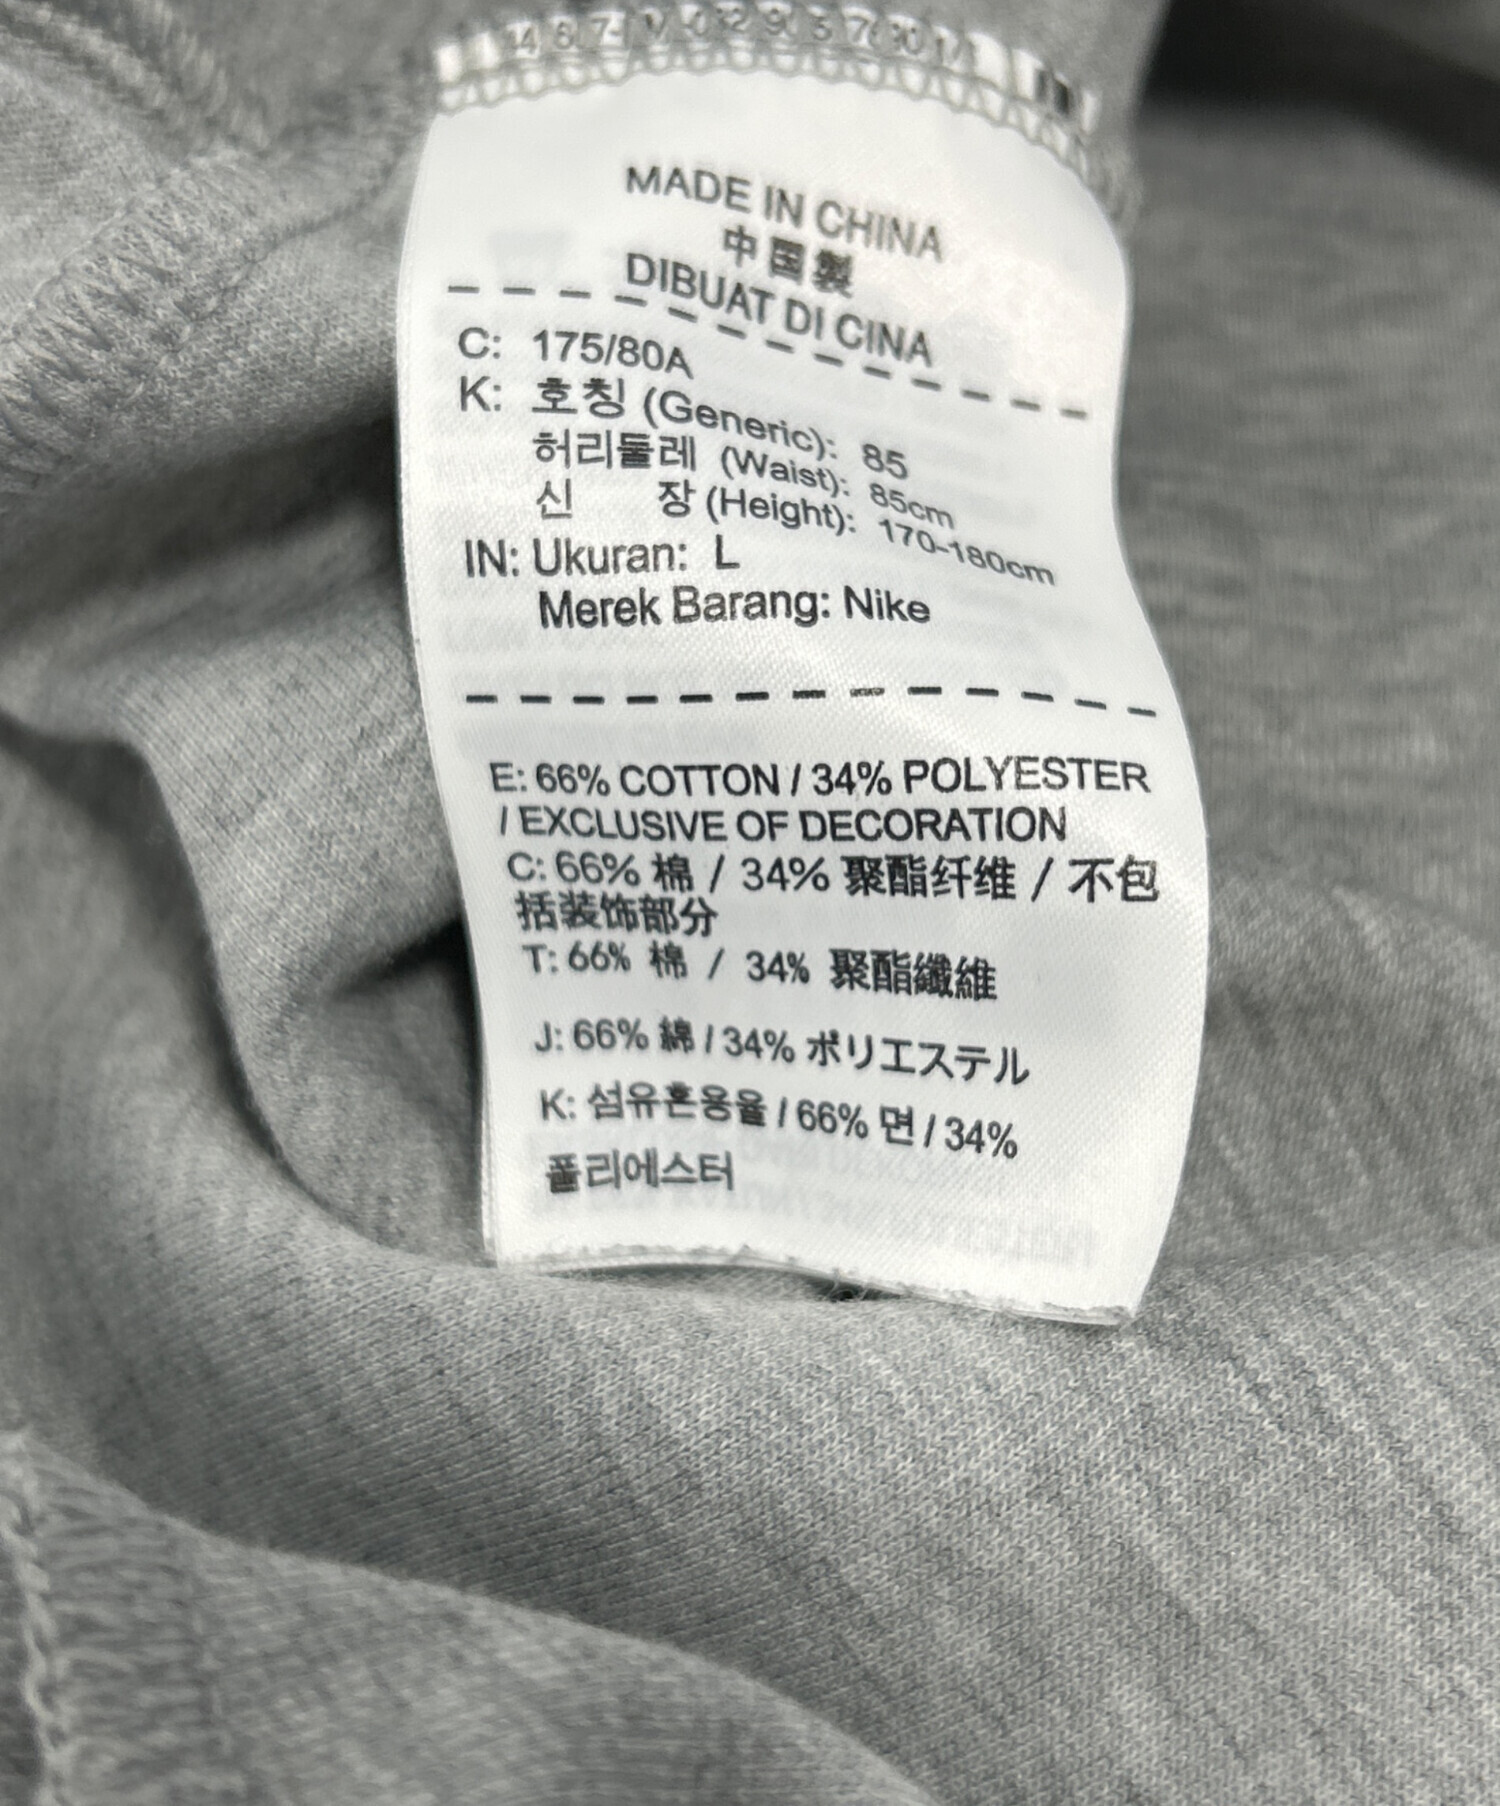 MADE IN CHINA
中国製
DIBUAT DI CINA
C: 175/80A
K: 호칭 (Generic): 85
허리둘레 (Waist): 85cm
신 장 (Height): 170-180cm
IN: Ukuran: L
Merek Barang: Nike
E: 66% COTTON / 34% POLYESTER
/ EXCLUSIVE OF DECORATION
C: 66% 棉 / 34% 聚酯纤维 / 不包
括装饰部分
T: 66% 棉 / 34% 聚酯纖維
J: 66% 綿 / 34% ポリエステル
K: 섬유혼용율 / 66% 면 / 34%
폴리에스터